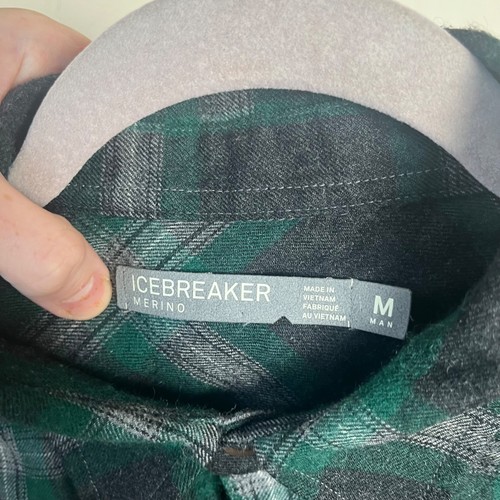 ICEBREAKER
MERINO
MADE IN
VIETNAM
FABRIQUÉ
AU VIETNAM
M
MAN